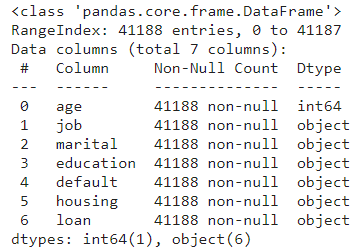 <class 'pandas.core.frame.DataFrame'>
RangeIndex: 41188 entries, 0 to 41187
Data columns (total 7 columns):
 #   Column     Non-Null Count  Dtype
---  ------     --------------  -----
 0   age        41188 non-null  int64
 1   job        41188 non-null  object
 2   marital    41188 non-null  object
 3   education  41188 non-null  object
 4   default    41188 non-null  object
 5   housing    41188 non-null  object
 6   loan       41188 non-null  object
dtypes: int64(1), object(6)